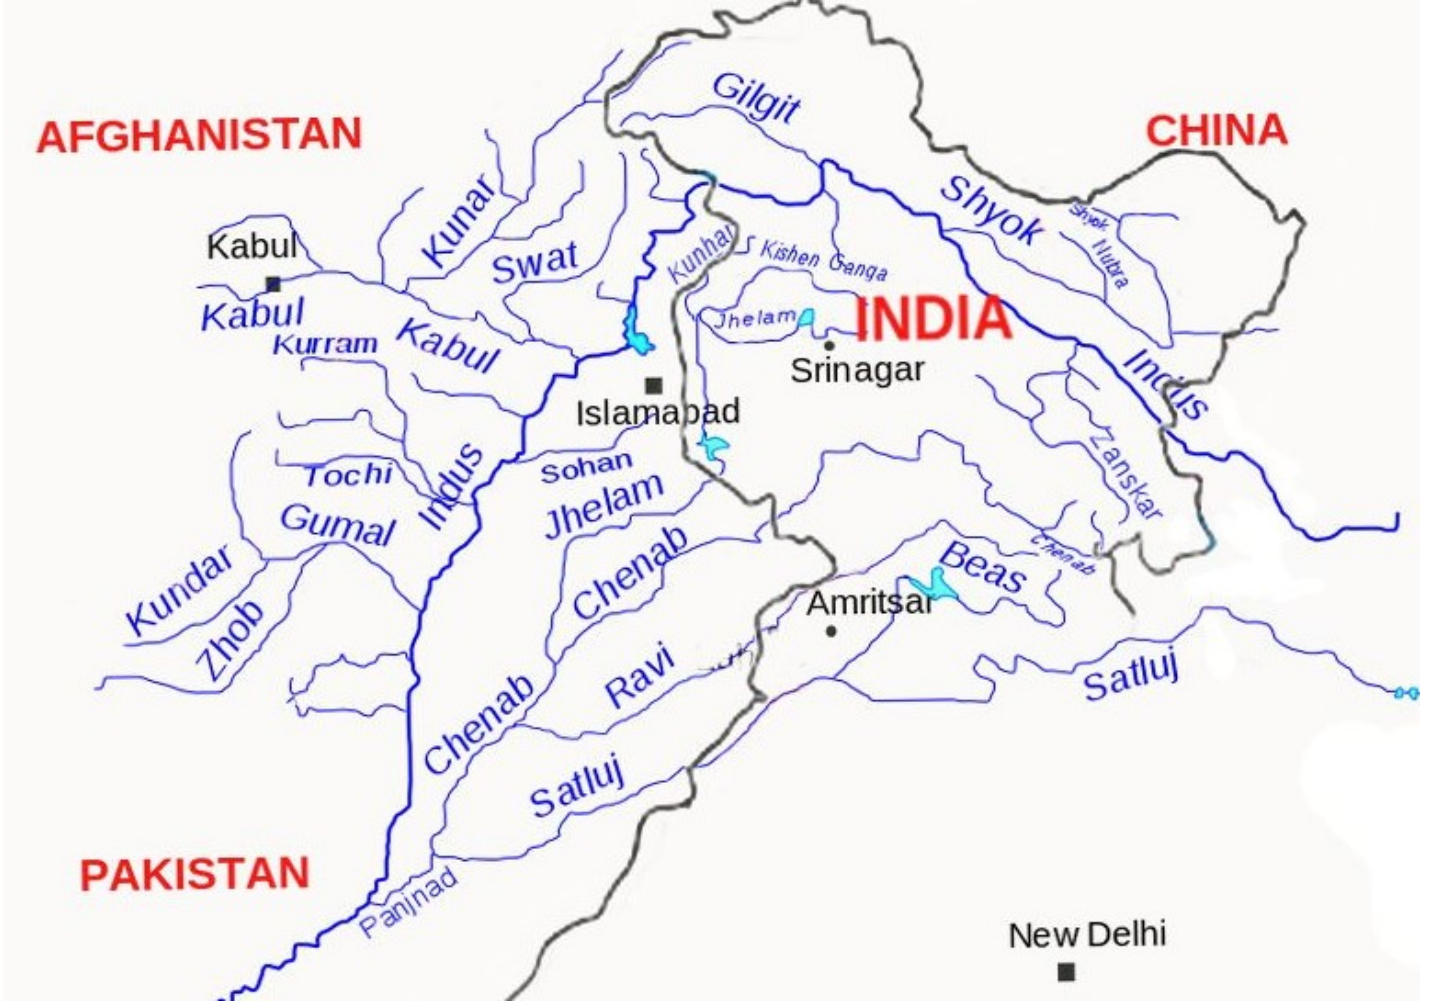 Gilgit
AFGHANISTAN
CHINA
Kunar
Shyok
Shyok
Kabul
Swat
Kunhar
Kishen Ganga
Nubra
Kabul
Kurram
Kabul
Jhelam
INDIA
Srinagar
Indus
Islamabad
Tochi
Indus
Sohan
Zanskar
Gumal
Jhelam
Chenab
Chenab
Beas
Kundar
Zhob
Amritsar
Ravi
Satluj
Chenab
Satluj
PAKISTAN
Panjnad
New Delhi